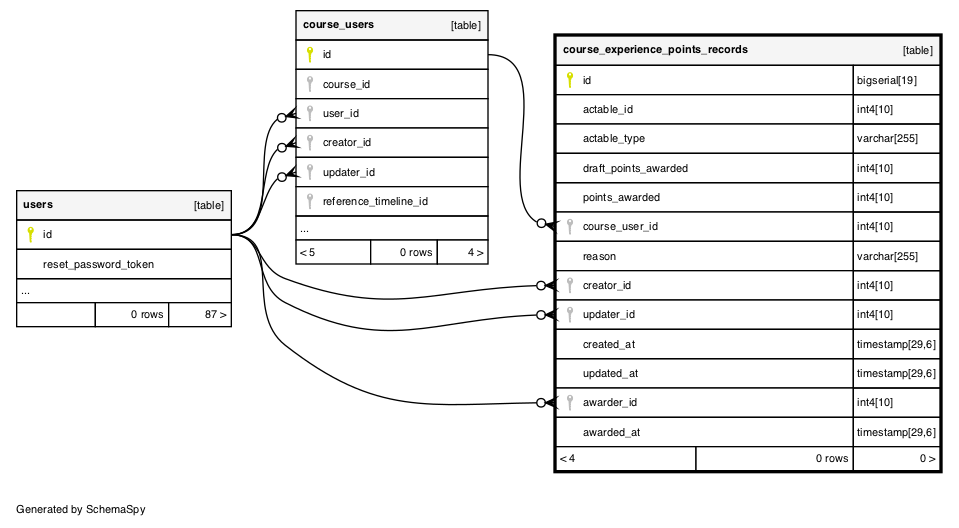 course_users [table]
id
course_id
user_id
creator_id
updater_id
reference_timeline_id
...
< 5 0 rows 4 >
users [table]
id
reset_password_token
...
0 rows 87 >
course_experience_points_records [table]
id bigserial[19]
actable_id int4[10]
actable_type varchar[255]
draft_points_awarded int4[10]
points_awarded int4[10]
course_user_id int4[10]
reason varchar[255]
creator_id int4[10]
updater_id int4[10]
created_at timestamp[29,6]
updated_at timestamp[29,6]
awarder_id int4[10]
awarded_at timestamp[29,6]
< 4 0 rows 0 >
Generated by SchemaSpy